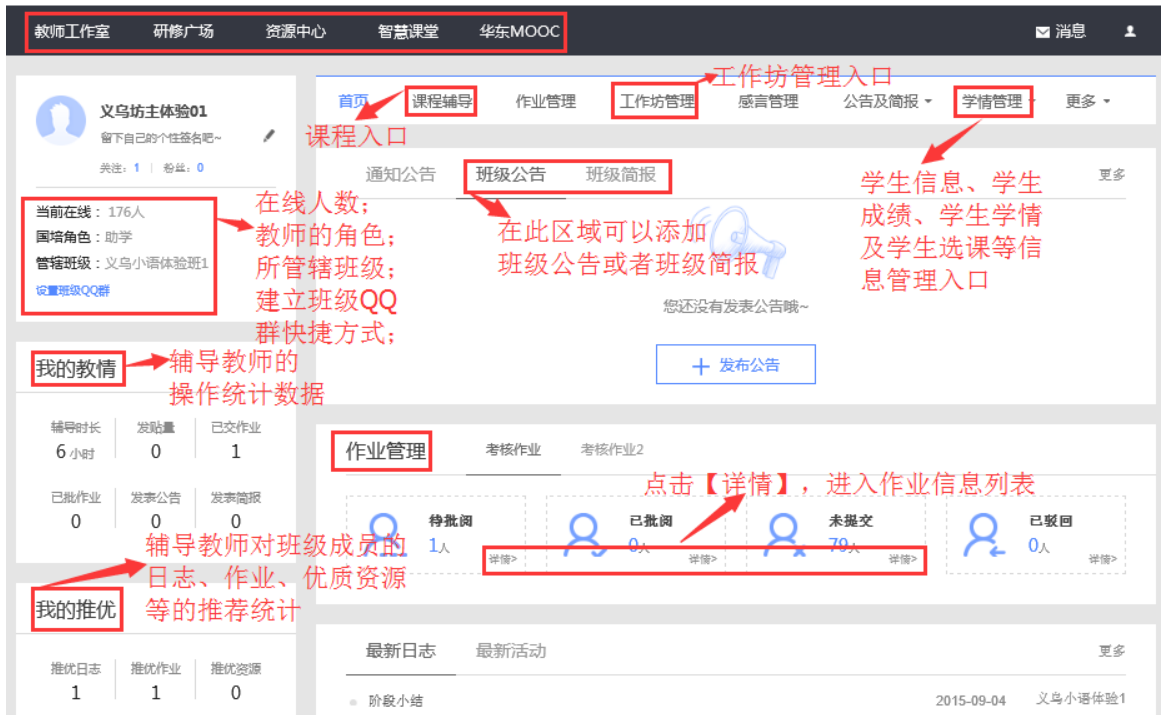 教师工作室 研修广场 资源中心 智慧课堂 华东MOOC 消息
义乌坊主体验01
留下自己的个性签名吧~
关注：1 | 粉丝：0
当前在线：176人
国培角色：助学
管辖班级：义乌小语体验班1
设置班级QQ群
在线人数；
教师的角色；
所管辖班级；
建立班级QQ
群快捷方式；
我的教情
辅导教师的
操作统计数据
辅导时长 发贴量 已交作业
6小时 0 1
已批作业 发表公告 发表简报
0 0 0
辅导教师对班级成员的
日志、作业、优质资源
等的推荐统计
我的推优
推优日志 推优作业 推优资源
1 1 0
工作坊管理入口
首页 课程辅导 作业管理 工作坊管理 感言管理 公告及简报 学情管理 更多
课程入口
通知公告 班级公告 班级简报 更多
在此区域可以添加
班级公告或者班级简报
学生信息、学生
成绩、学生学情
及学生选课等信
息管理入口
您还没有发表公告哦~
+ 发布公告
作业管理 考核作业 考核作业2
点击【详情】，进入作业信息列表
待批阅 已批阅 未提交 已驳回
1人 0人 79人 0人
详情> 详情> 详情> 详情>
最新日志 最新活动 更多
阶段小结 2015-09-04 义乌小语体验1